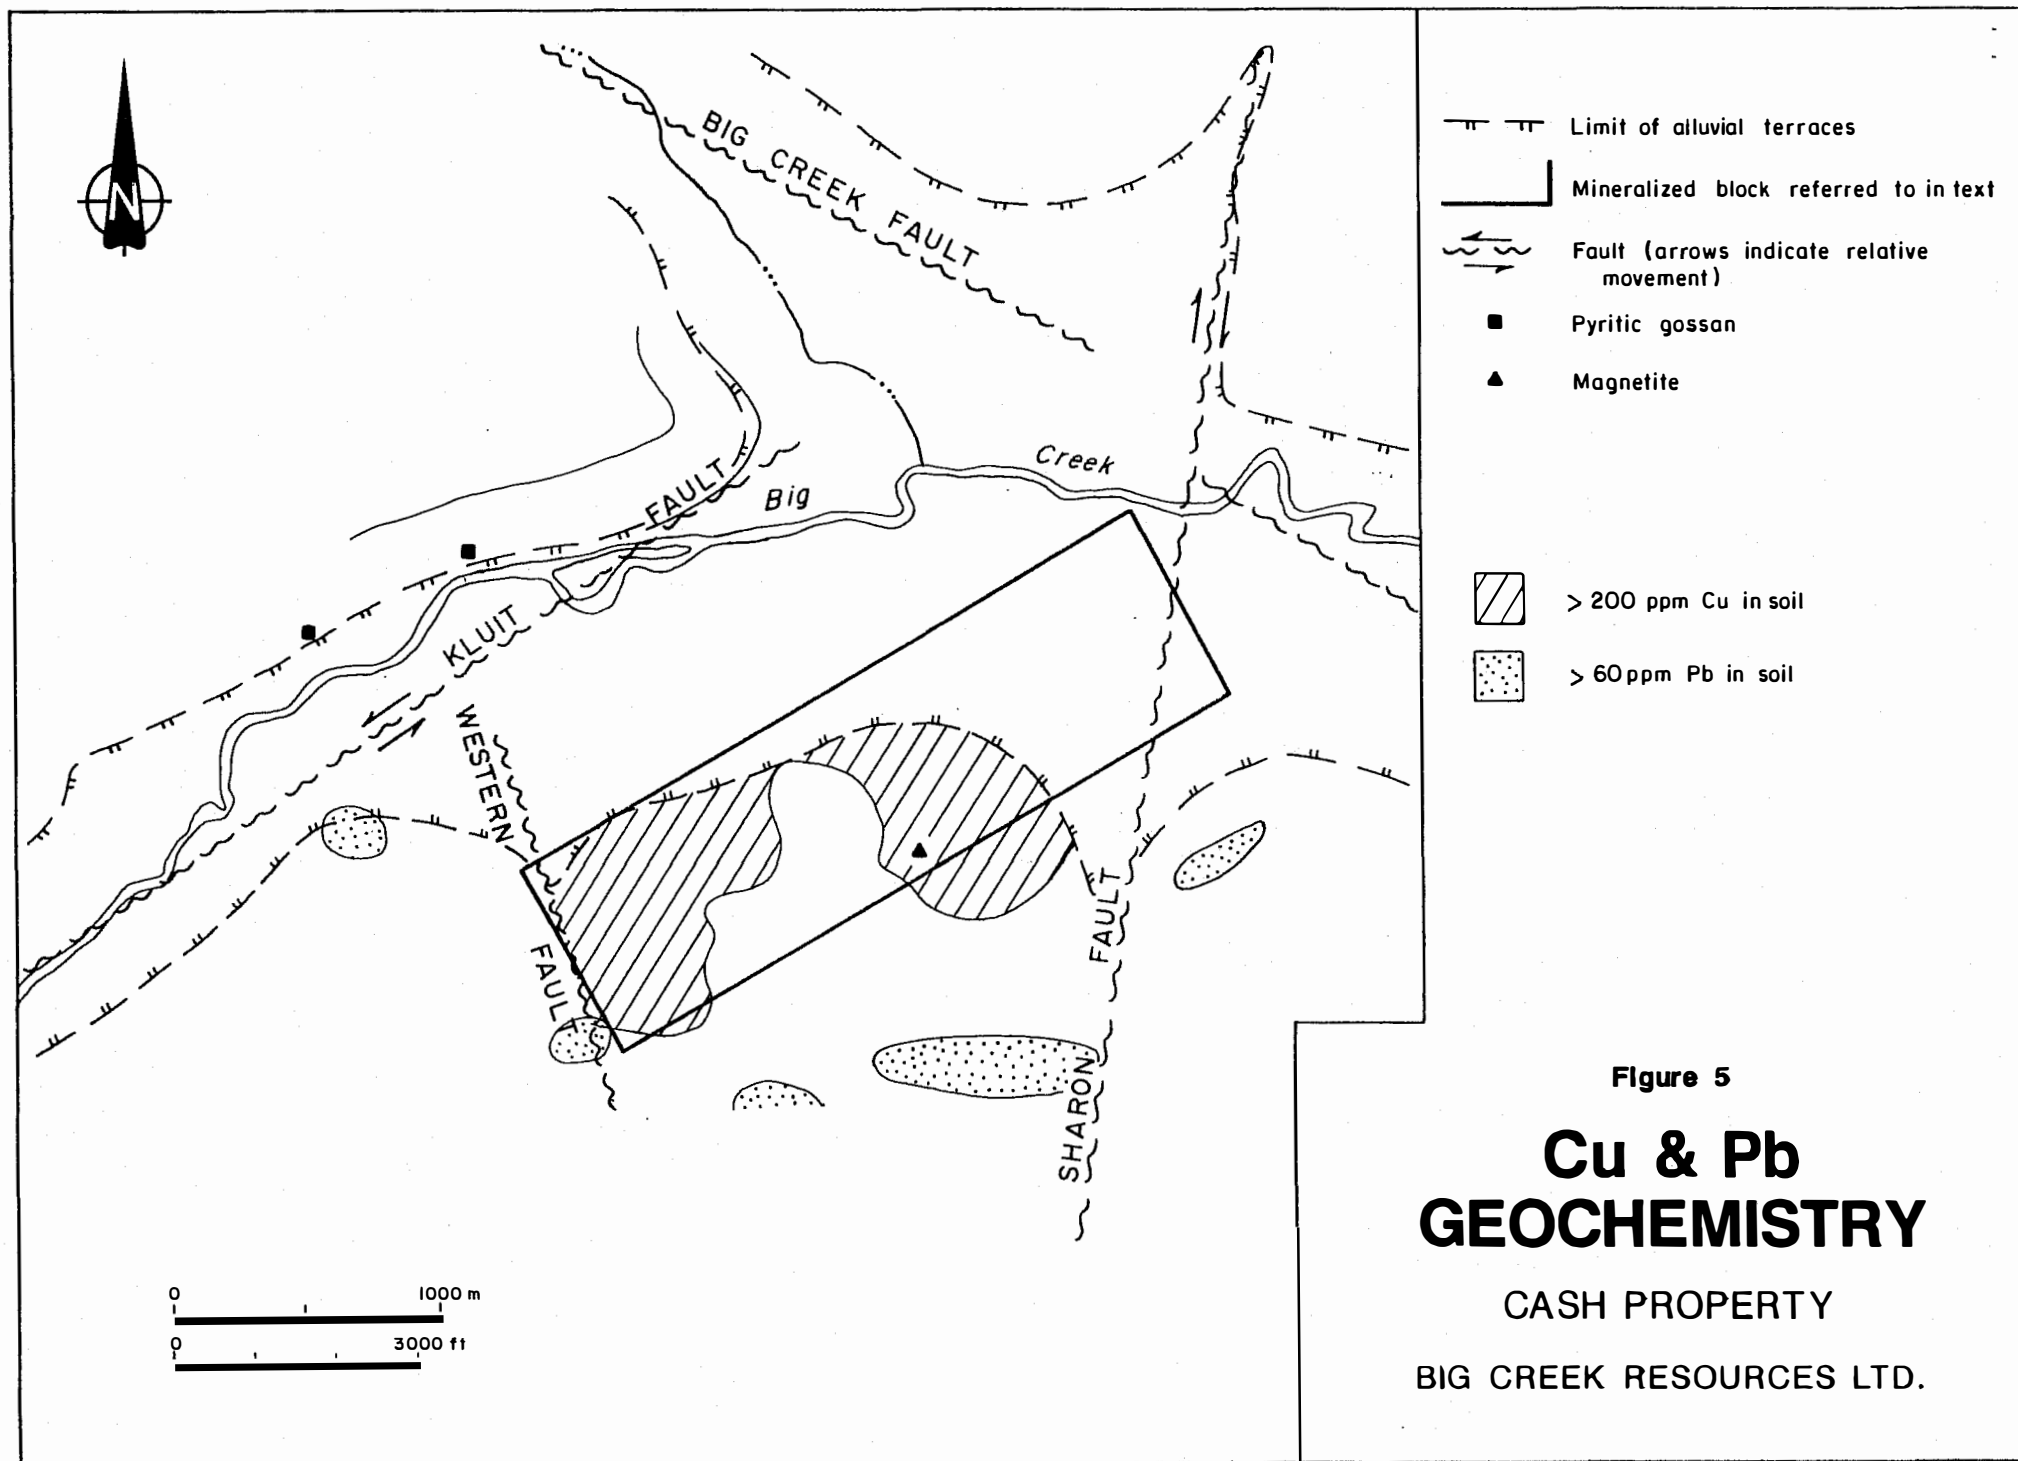 N
BIG CREEK FAULT
FAULT
KLUIT
Big
Creek
WESTERN
FAULT
FAULT
SHARON
Limit of alluvial terraces
Mineralized block referred to in text
Fault (arrows indicate relative
movement)
Pyritic gossan
Magnetite
> 200 ppm Cu in soil
> 60 ppm Pb in soil
0 1000 m
0 3000 ft
Figure 5
Cu & Pb
GEOCHEMISTRY
CASH PROPERTY
BIG CREEK RESOURCES LTD.